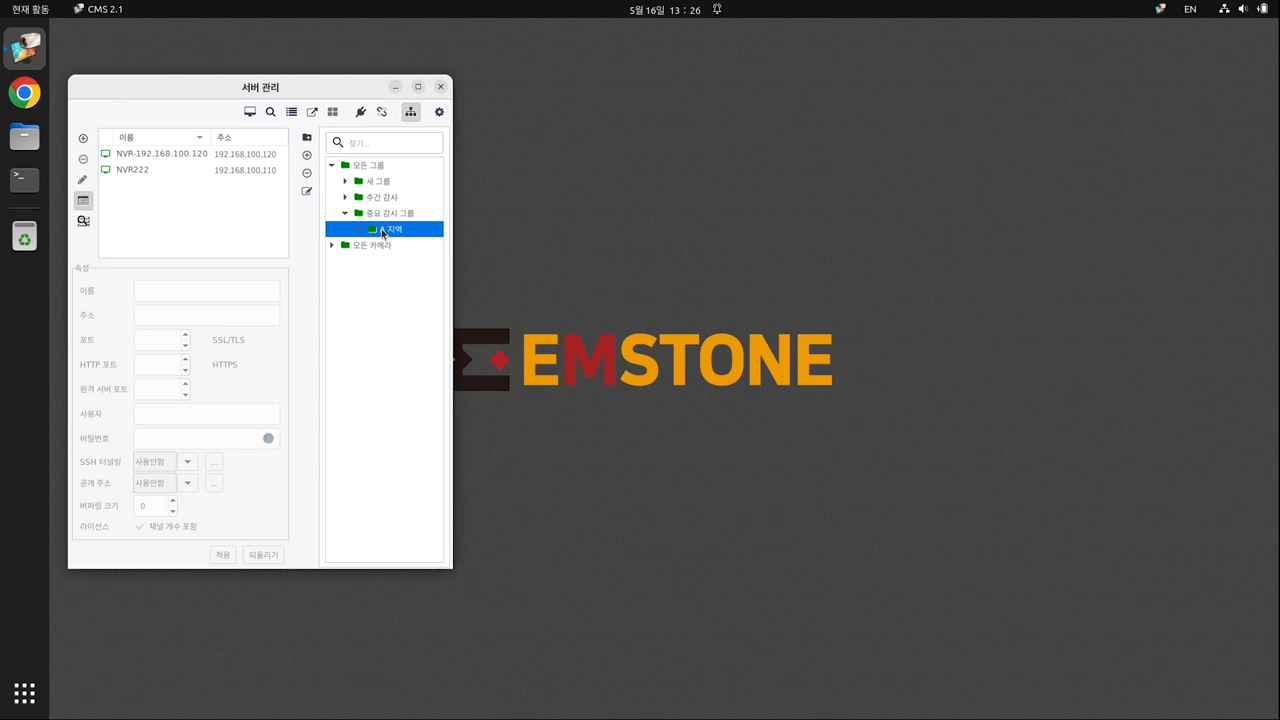 현재 활동 CMS 2.1 5월 16일 13 : 26 EN
서버 관리
이름 주소
NVR-192.168.100.120 192.168.100.120
NVR222 192.168.100.110
찾기...
모든 그룹
새 그룹
주간 감시
중요 감시 그룹
A 지역
모든 카메라
속성
이름
주소
포트 SSL/TLS
HTTP 포트 HTTPS
원격 서버 포트
사용자
비밀번호
SSH 터널링 사용안함 ...
공개 주소 사용안함 ...
버퍼링 크기 0
라이선스 채널 개수 포함
적용 되돌리기
EMSTONE